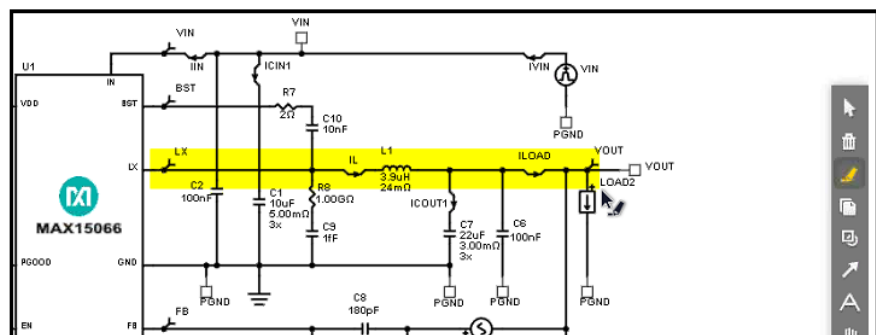 VIN
VIN
IIN
ICIN1
IVIN
VIN
U1
IN
BST
R7
2Ω
VDD
BST
C10
10nF
PGND
LX
L1
IL
ILOAD
VOUT
VOUT
LX
3.9uH
24mΩ
LOAD2
C2
100nF
C1
10uF
5.00mΩ
3x
R8
1.00GΩ
ICOUT1
MAX15066
C9
1fF
C7
22uF
3.00mΩ
3x
C6
100nF
PGOOD
GND
PGND
PGND
PGND
PGND
FB
C8
180pF
EN
FB
A